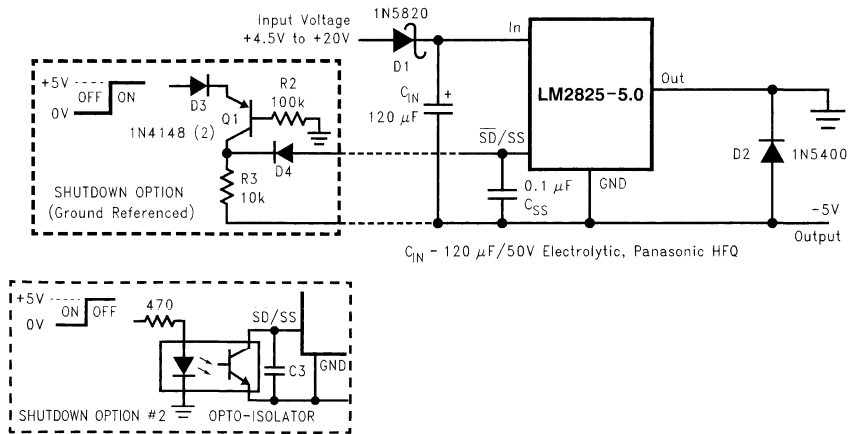 Input Voltage
+4.5V to +20V
1N5820
D1
In
LM2825-5.0
Out
+5V
OFF
ON
0V
D3
Q1
R2
100k
1N4148 (2)
D4
R3
10k
SHUTDOWN OPTION
(Ground Referenced)
C_IN
+
120 μF
SD/SS
0.1 μF
C_SS
GND
D2
1N5400
-5V
Output
C_IN - 120 μF/50V Electrolytic, Panasonic HFQ
+5V
ON
OFF
0V
470
SD/SS
C3
GND
SHUTDOWN OPTION #2
OPTO-ISOLATOR